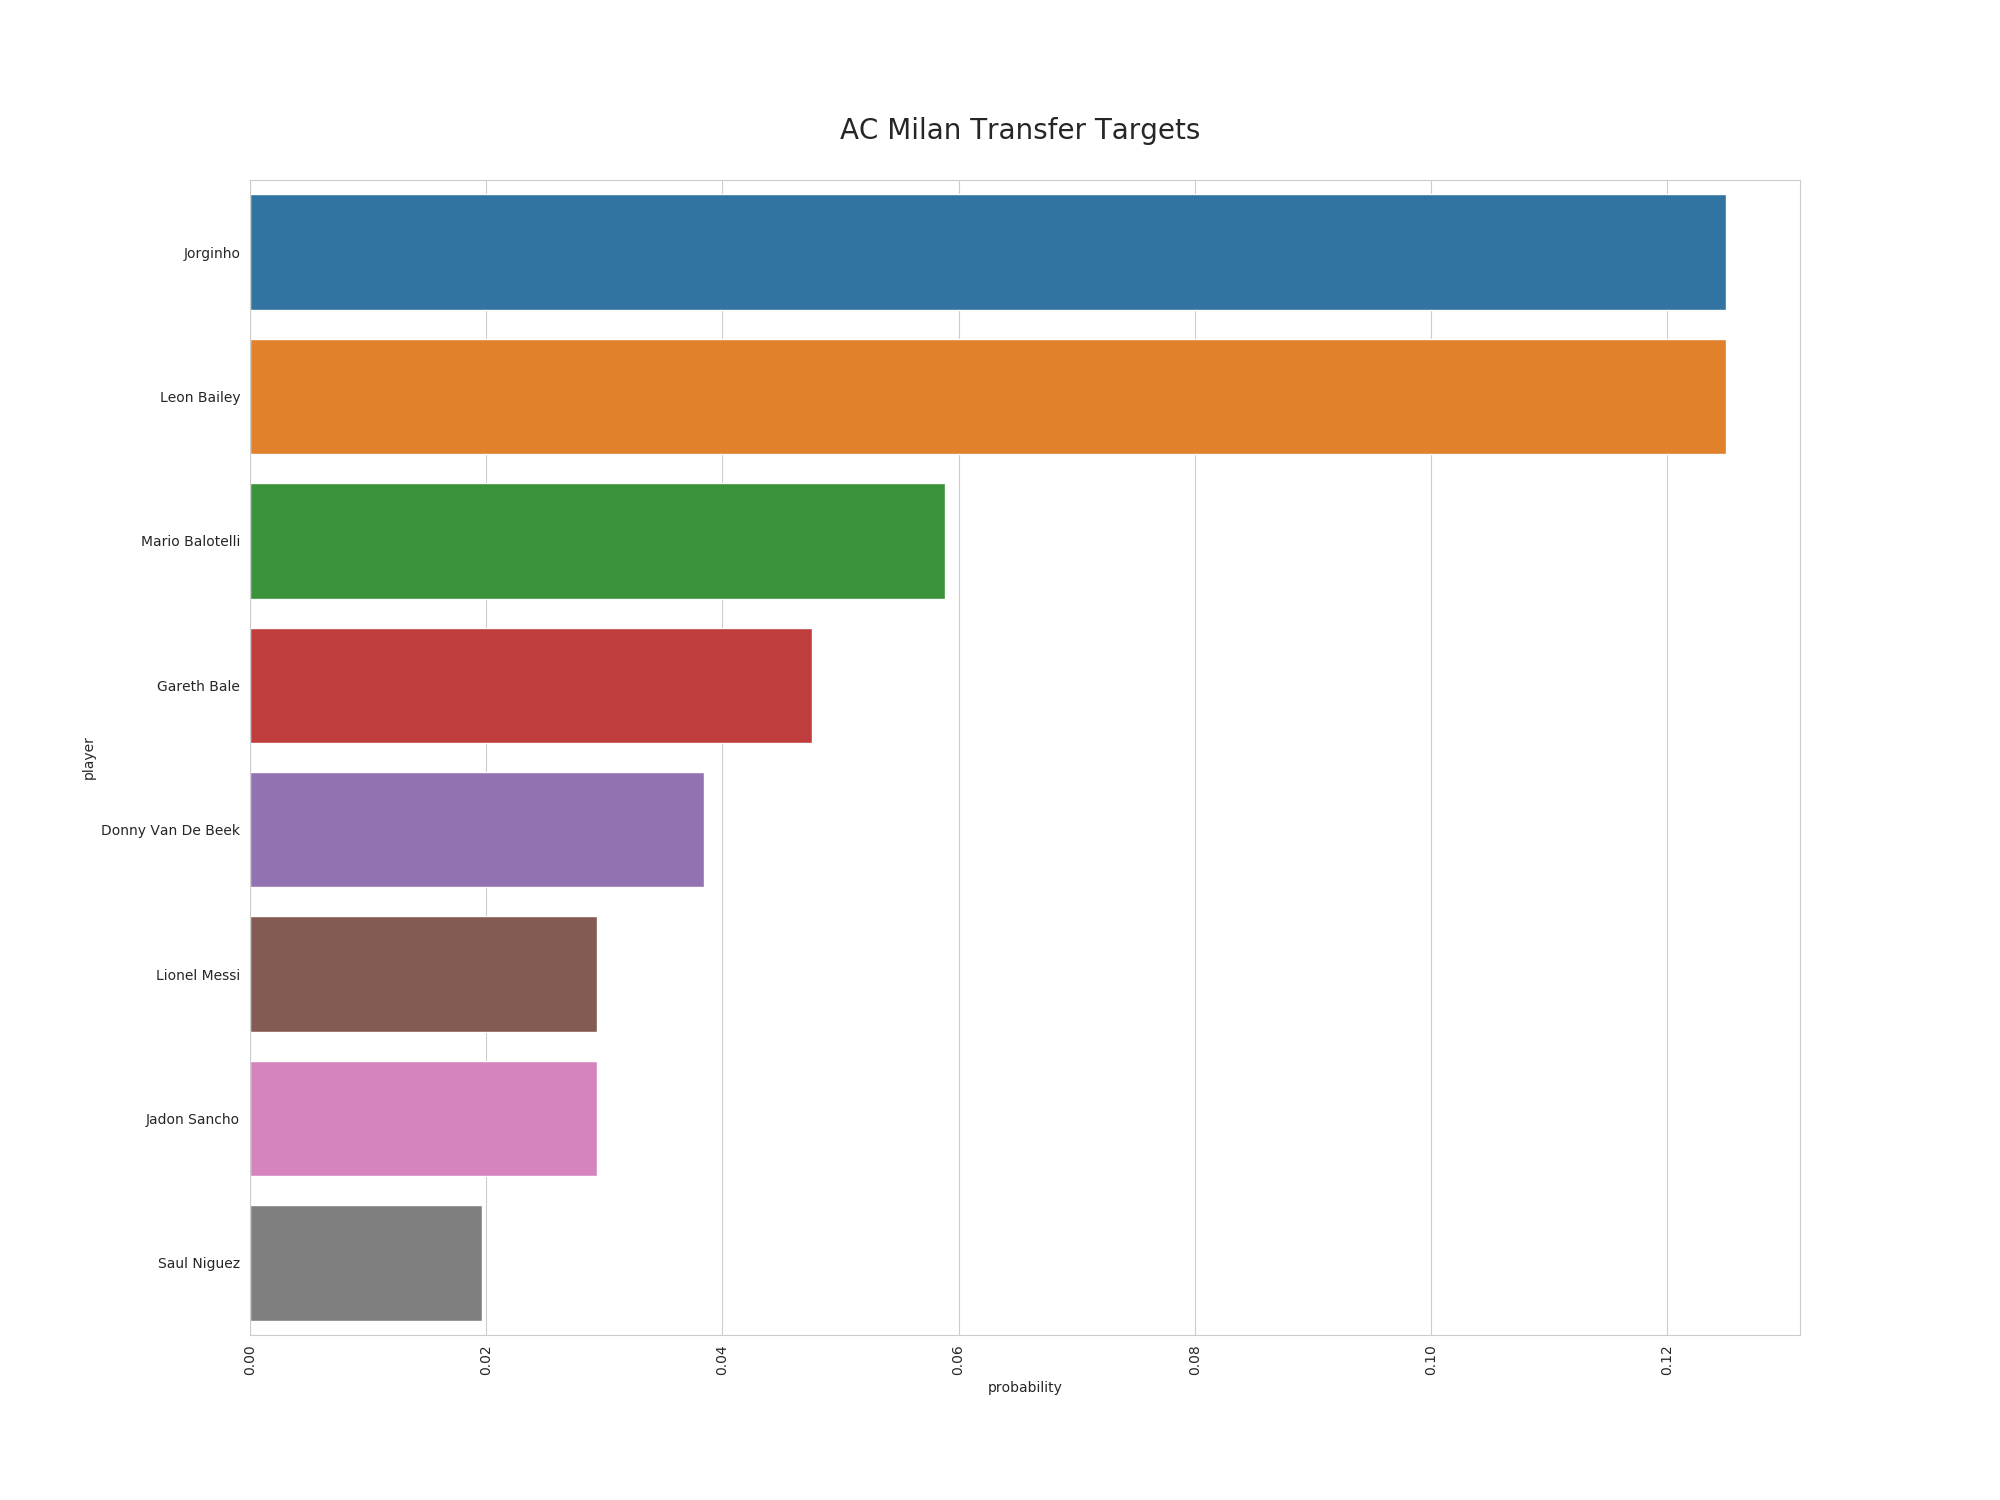 AC Milan Transfer Targets
Jorginho
Leon Bailey
Mario Balotelli
Gareth Bale
player
Donny Van De Beek
Lionel Messi
Jadon Sancho
Saul Niguez
0.00 0.02 0.04 0.06 0.08 0.10 0.12
probability